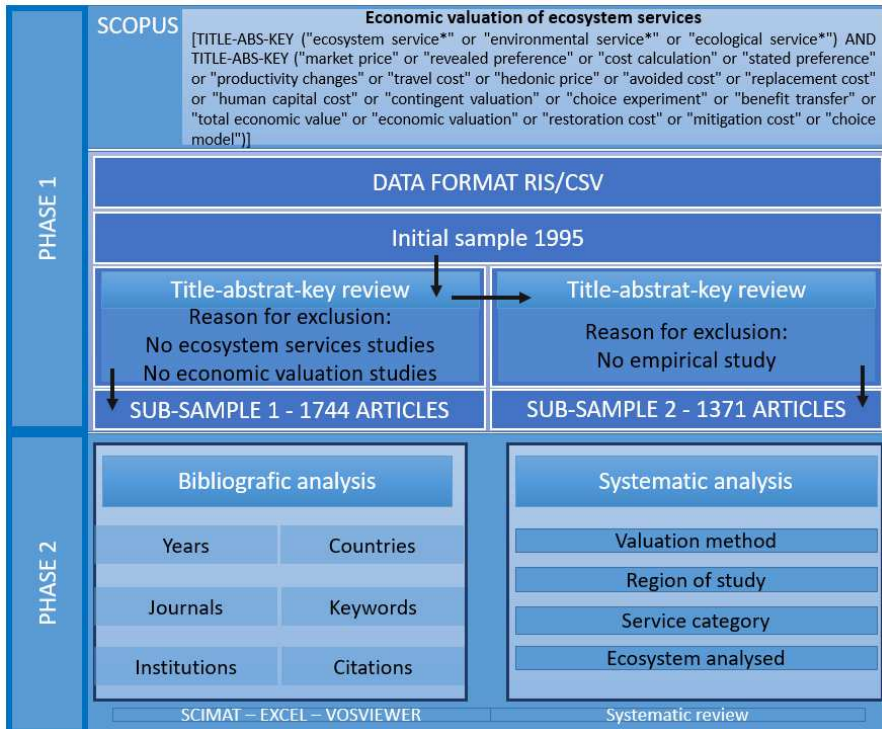 PHASE 1
SCOPUS
Economic valuation of ecosystem services
[TITLE-ABS-KEY ("ecosystem service*" or "environmental service*" or "ecological service*") AND
TITLE-ABS-KEY ("market price" or "revealed preference" or "cost calculation" or "stated preference"
or "productivity changes" or "travel cost" or "hedonic price" or "avoided cost" or "replacement cost"
or "human capital cost" or "contingent valuation" or "choice experiment" or "benefit transfer" or
"total economic value" or "economic valuation" or "restoration cost" or "mitigation cost" or "choice
model")]
DATA FORMAT RIS/CSV
Initial sample 1995
Title-abstrat-key review
Reason for exclusion:
No ecosystem services studies
No economic valuation studies
SUB-SAMPLE 1 - 1744 ARTICLES
Title-abstrat-key review
Reason for exclusion:
No empirical study
SUB-SAMPLE 2 - 1371 ARTICLES
PHASE 2
Bibliografic analysis
Years
Countries
Journals
Keywords
Institutions
Citations
SCIMAT – EXCEL – VOSVIEWER
Systematic analysis
Valuation method
Region of study
Service category
Ecosystem analysed
Systematic review